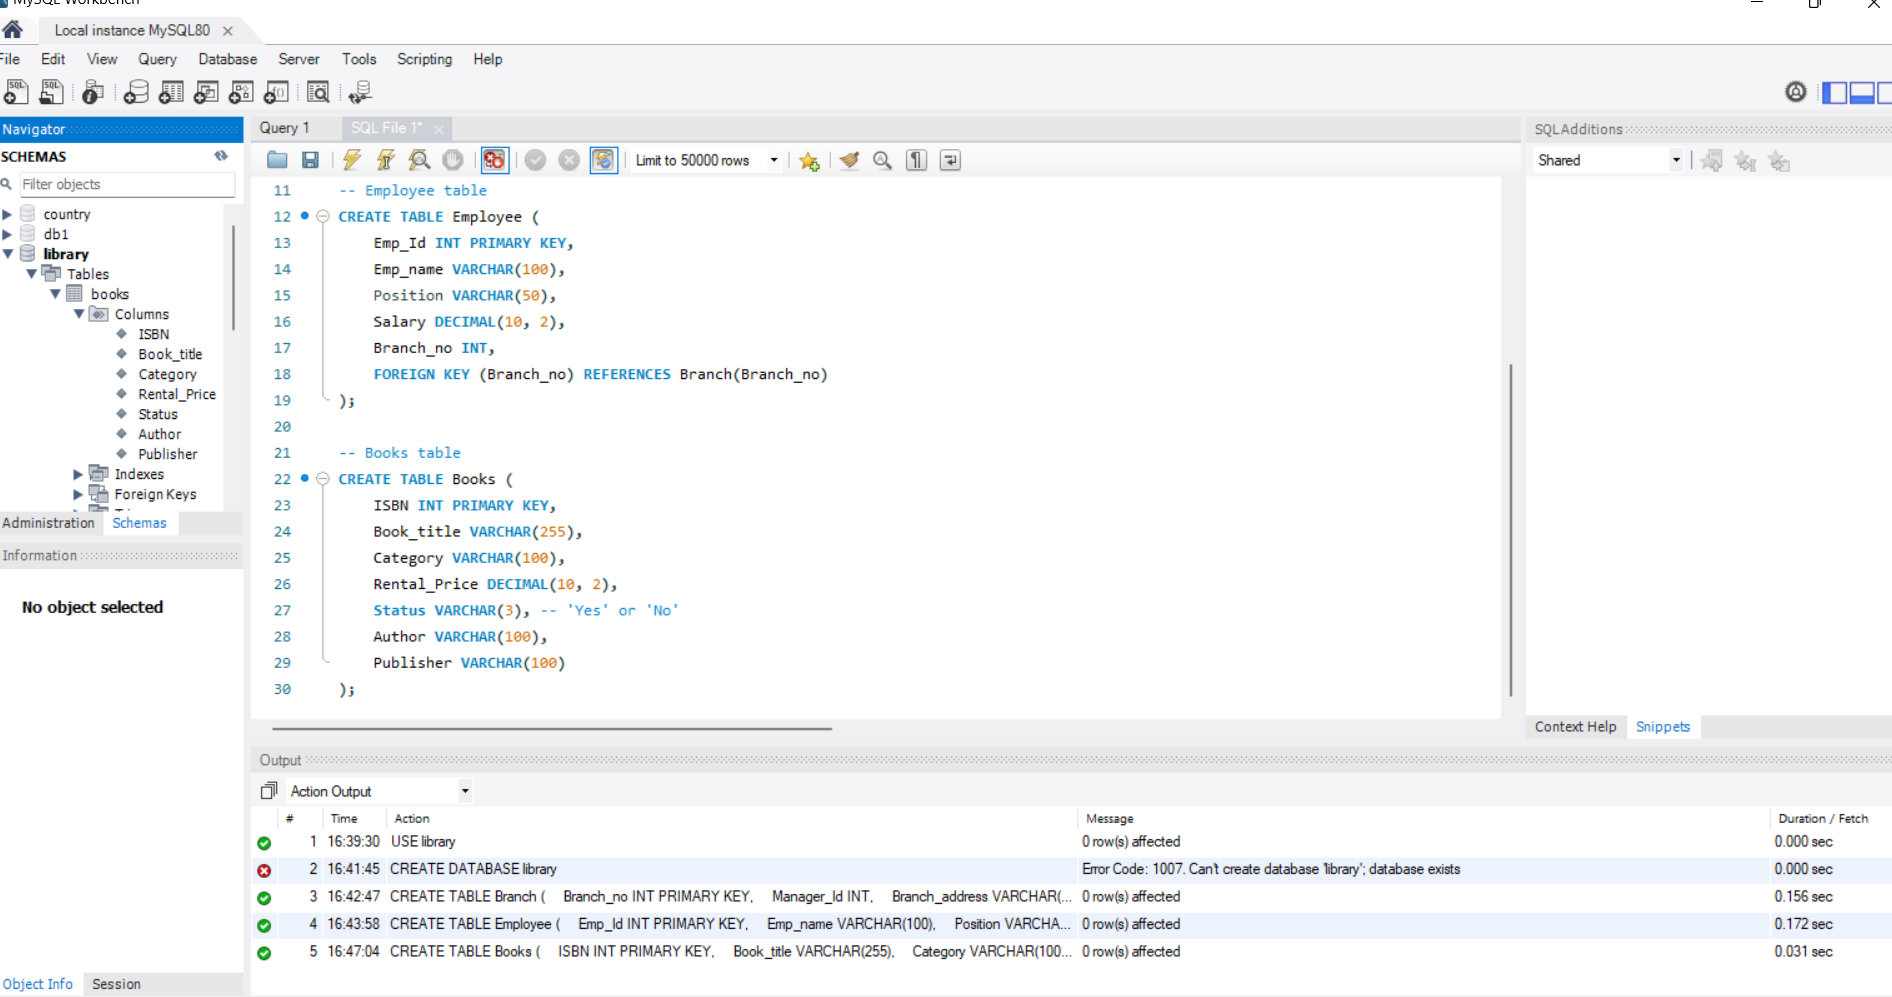 MySQL Workbench
Local instance MySQL80
File Edit View Query Database Server Tools Scripting Help
Navigator
SCHEMAS
Filter objects
country
db1
library
Tables
books
Columns
ISBN
Book_title
Category
Rental_Price
Status
Author
Publisher
Indexes
Foreign Keys
Administration Schemas
Information
No object selected
Object Info Session
Query 1 SQL File 1*
Limit to 50000 rows
11 -- Employee table
12 CREATE TABLE Employee (
13 Emp_Id INT PRIMARY KEY,
14 Emp_name VARCHAR(100),
15 Position VARCHAR(50),
16 Salary DECIMAL(10, 2),
17 Branch_no INT,
18 FOREIGN KEY (Branch_no) REFERENCES Branch(Branch_no)
19 );
20
21 -- Books table
22 CREATE TABLE Books (
23 ISBN INT PRIMARY KEY,
24 Book_title VARCHAR(255),
25 Category VARCHAR(100),
26 Rental_Price DECIMAL(10, 2),
27 Status VARCHAR(3), -- 'Yes' or 'No'
28 Author VARCHAR(100),
29 Publisher VARCHAR(100)
30 );
SQLAdditions
Shared
Context Help Snippets
Output
Action Output
# Time Action Message Duration / Fetch
1 16:39:30 USE library 0 row(s) affected 0.000 sec
2 16:41:45 CREATE DATABASE library Error Code: 1007. Can't create database 'library'; database exists 0.000 sec
3 16:42:47 CREATE TABLE Branch ( Branch_no INT PRIMARY KEY, Manager_Id INT, Branch_address VARCHAR(... 0 row(s) affected 0.156 sec
4 16:43:58 CREATE TABLE Employee ( Emp_Id INT PRIMARY KEY, Emp_name VARCHAR(100), Position VARCHA... 0 row(s) affected 0.172 sec
5 16:47:04 CREATE TABLE Books ( ISBN INT PRIMARY KEY, Book_title VARCHAR(255), Category VARCHAR(100... 0 row(s) affected 0.031 sec